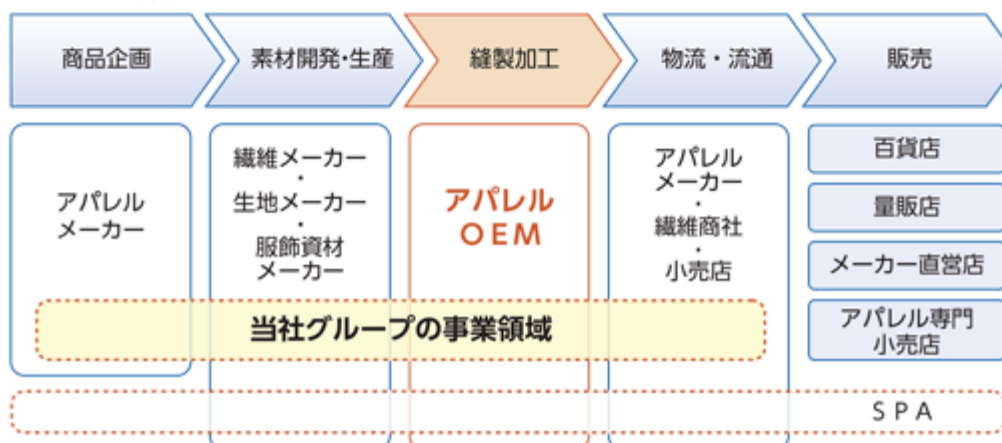 商品企画
素材開発・生産
縫製加工
物流・流通
販売
アパレル
メーカー
繊維メーカー
・
生地メーカー
・
服飾資材
メーカー
アパレル
OEM
アパレル
メーカー
・
繊維商社
・
小売店
百貨店
量販店
メーカー直営店
アパレル専門
小売店
当社グループの事業領域
SPA